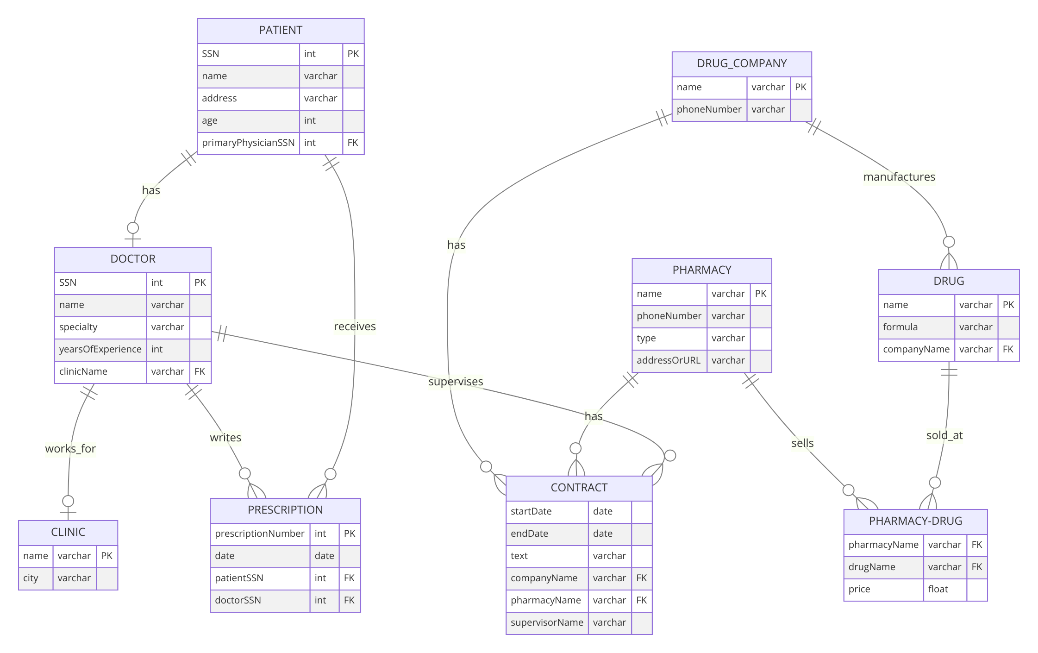 PATIENT
SSN int PK
name varchar
address varchar
age int
primaryPhysicianSSN int FK
DRUG_COMPANY
name varchar PK
phoneNumber varchar
has
manufactures
DOCTOR
SSN int PK
name varchar
specialty varchar
yearsOfExperience int
clinicName varchar FK
has
PHARMACY
name varchar PK
phoneNumber varchar
type varchar
addressOrURL varchar
DRUG
name varchar PK
formula varchar
companyName varchar FK
receives
supervises
has
works_for
writes
sells
sold_at
CLINIC
name varchar PK
city varchar
PRESCRIPTION
prescriptionNumber int PK
date date
patientSSN int FK
doctorSSN int FK
CONTRACT
startDate date
endDate date
text varchar
companyName varchar FK
pharmacyName varchar FK
supervisorName varchar
PHARMACY-DRUG
pharmacyName varchar FK
drugName varchar FK
price float